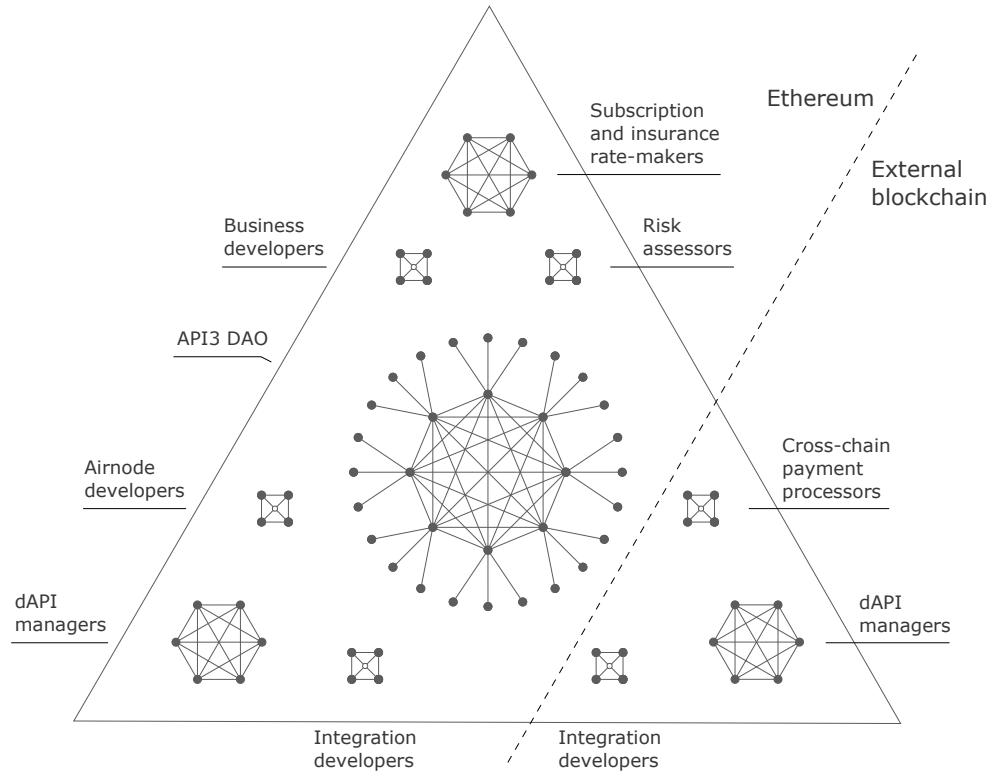 Ethereum
Subscription
and insurance
rate-makers
External
blockchain
Business
developers
Risk
assessors
API3 DAO
Airnode
developers
Cross-chain
payment
processors
dAPI
managers
dAPI
managers
Integration
developers
Integration
developers